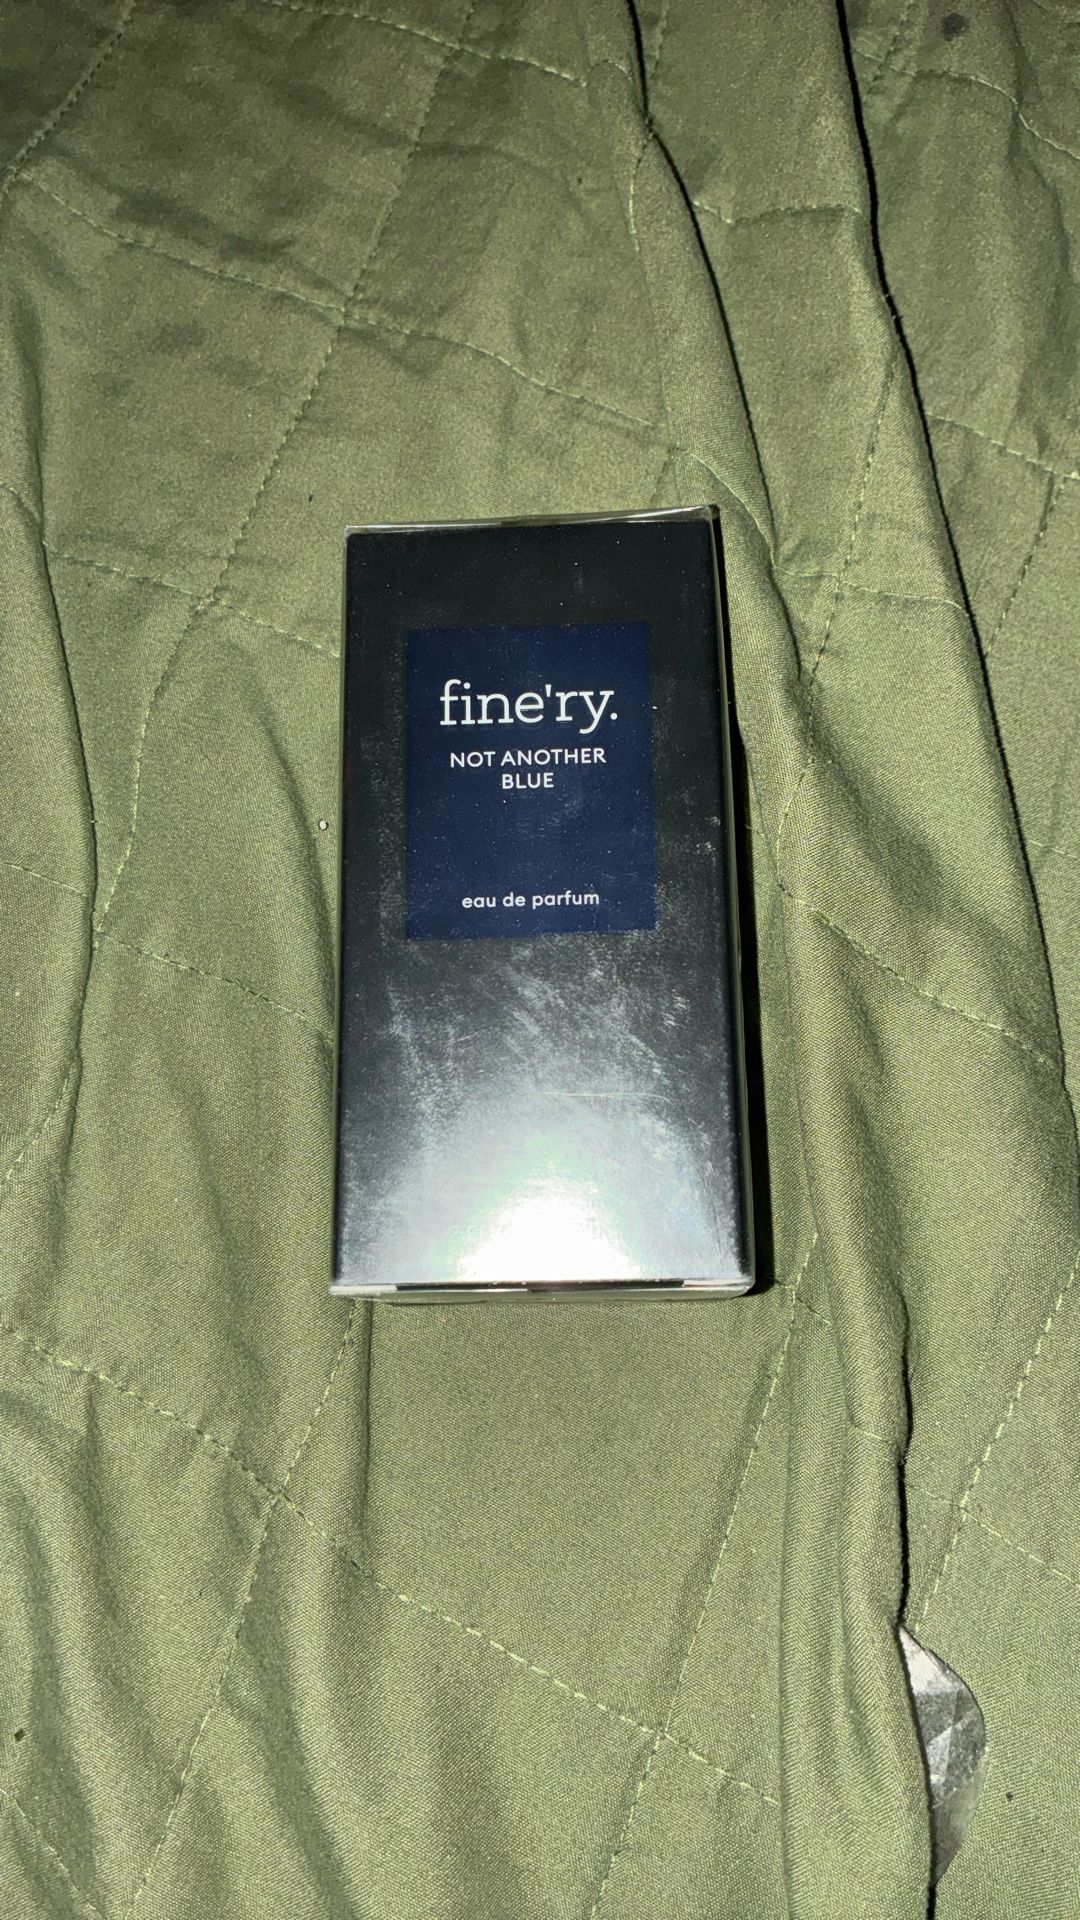 fine'ry.
NOT ANOTHER
BLUE
eau de parfum